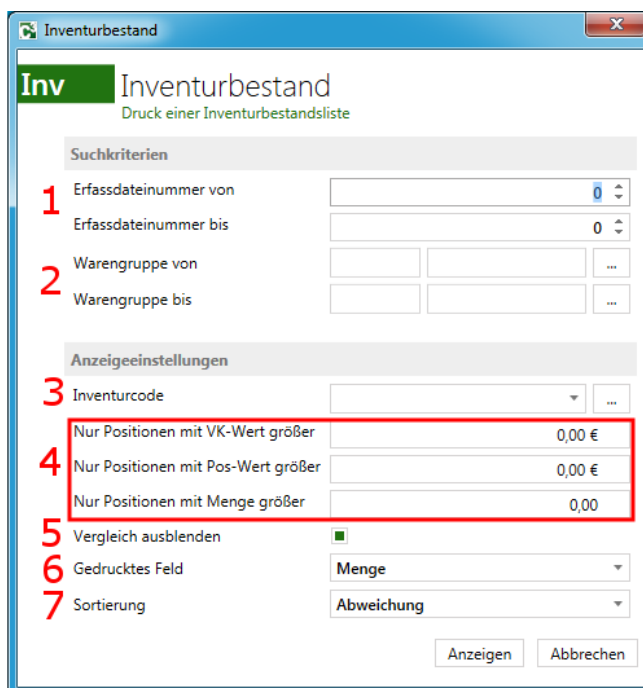 Inventurbestand
Inv Inventurbestand
Druck einer Inventurbestandsliste
Suchkriterien
1 Erfassdateinummer von 0
Erfassdateinummer bis 0
2 Warengruppe von ...
Warengruppe bis ...
Anzeigeeinstellungen
3 Inventurcode ...
4 Nur Positionen mit VK-Wert größer 0,00 €
Nur Positionen mit Pos-Wert größer 0,00 €
Nur Positionen mit Menge größer 0,00
5 Vergleich ausblenden
6 Gedrucktes Feld Menge
7 Sortierung Abweichung
Anzeigen Abbrechen